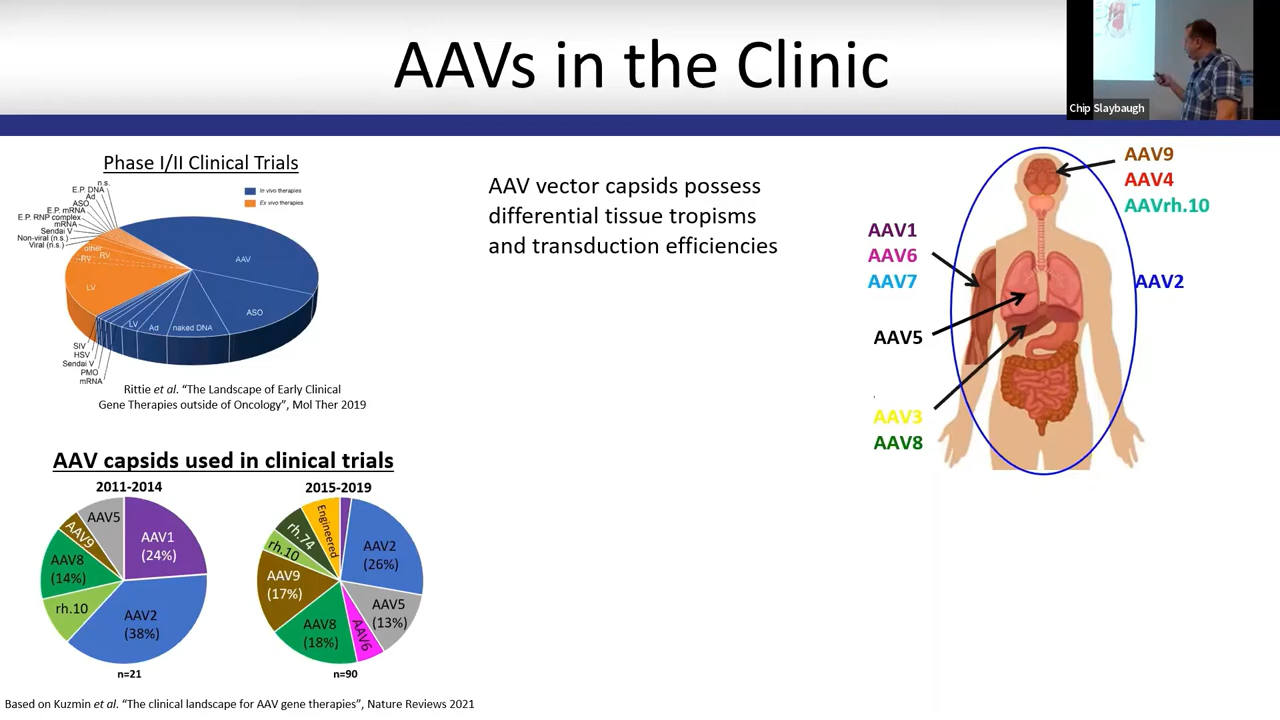 AAVs in the Clinic
Chip Slaybaugh
Phase I/II Clinical Trials
n.s.
E.P. DNA
Ad
ASO
E.P. mRNA
E.P. RNP complex
mRNA
Sendai V
Non-viral (n.s.)
Viral (n.s.)
other
RV
RV
LV
In vivo therapies
Ex vivo therapies
AAV
ASO
naked DNA
Ad
LV
SIV
HSV
Sendai V
PMO
mRNA
Rittie et al. “The Landscape of Early Clinical
Gene Therapies outside of Oncology”, Mol Ther 2019
AAV capsids used in clinical trials
2011-2014
AAV5
AAV9
AAV1
(24%)
AAV8
(14%)
rh.10
AAV2
(38%)
n=21
2015-2019
Engineered
rh.74
rh.10
AAV2
(26%)
AAV9
(17%)
AAV5
(13%)
AAV8
(18%)
AAV6
n=90
Based on Kuzmin et al. “The clinical landscape for AAV gene therapies”, Nature Reviews 2021
AAV vector capsids possess
differential tissue tropisms
and transduction efficiencies
AAV9
AAV4
AAVrh.10
AAV1
AAV6
AAV7
AAV2
AAV5
AAV3
AAV8